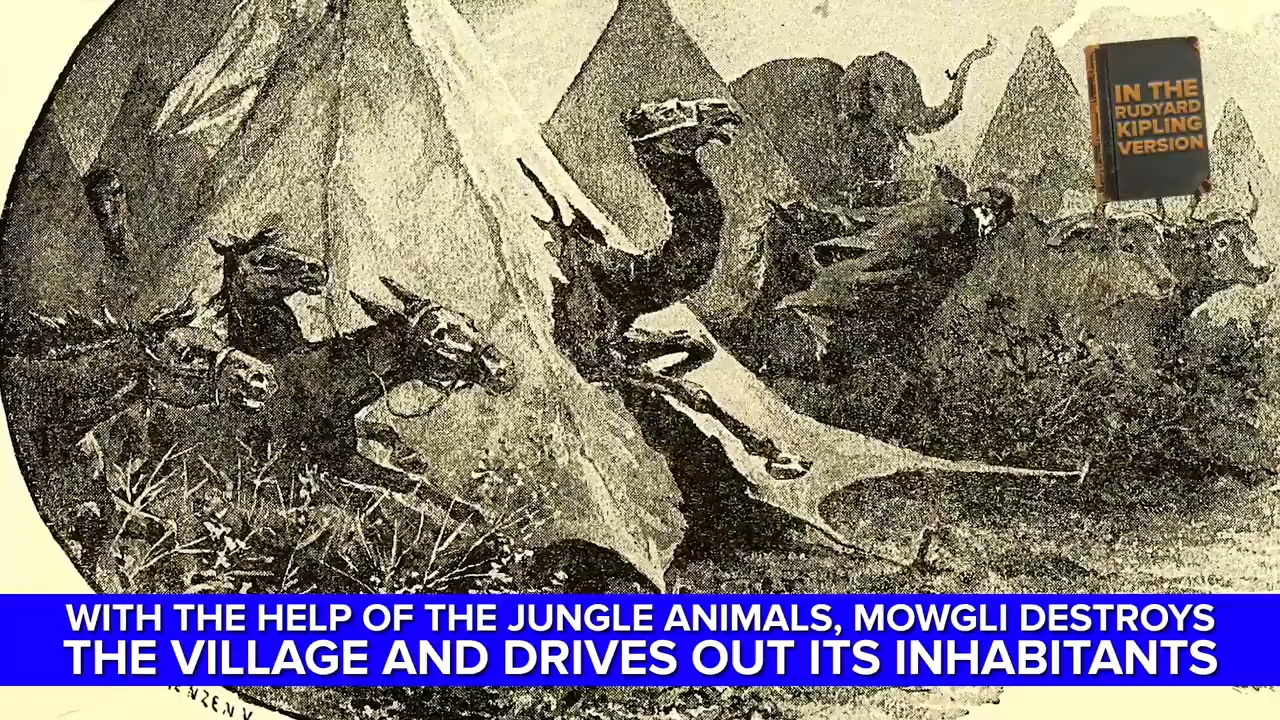 IN THE
RUDYARD
KIPLING
VERSION
WITH THE HELP OF THE JUNGLE ANIMALS, MOWGLI DESTROYS
THE VILLAGE AND DRIVES OUT ITS INHABITANTS